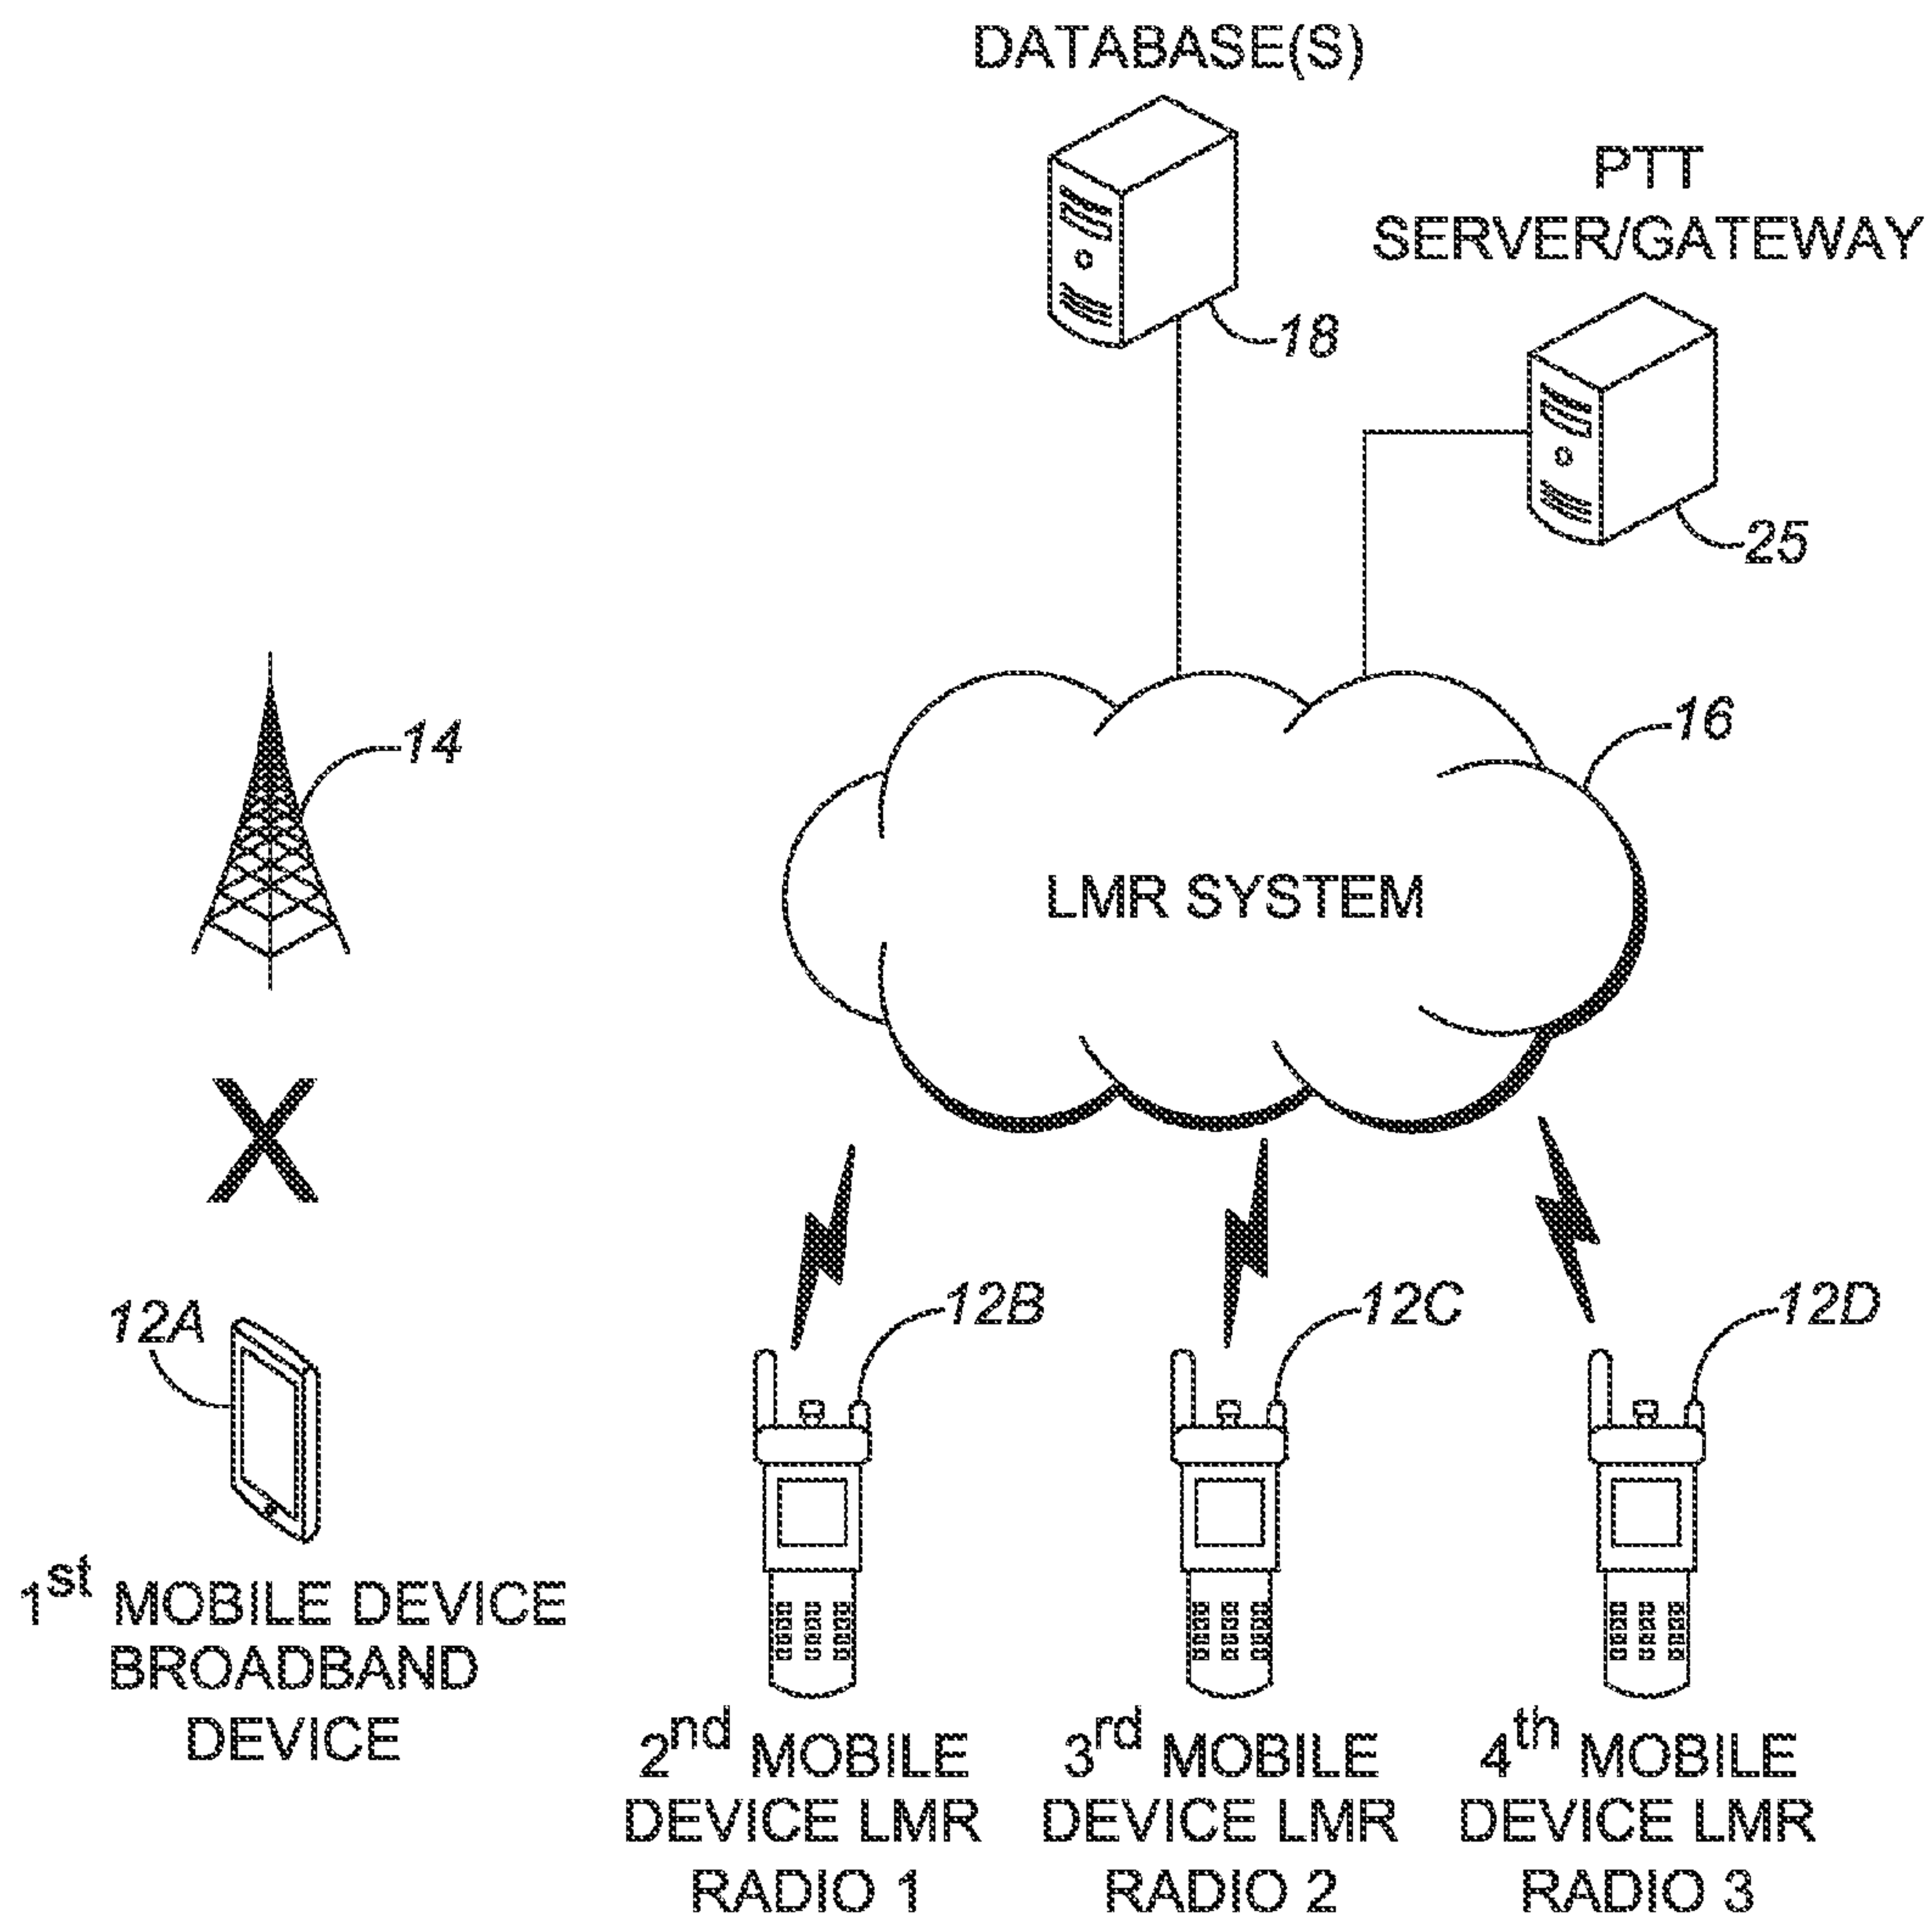 DATABASE(S)
PTT
SERVER/GATEWAY
18
25
14
16
LMR SYSTEM
X
12A
12B
12C
12D
1st MOBILE DEVICE
BROADBAND
DEVICE
2nd MOBILE
DEVICE LMR
RADIO 1
3rd MOBILE
DEVICE LMR
RADIO 2
4th MOBILE
DEVICE LMR
RADIO 3